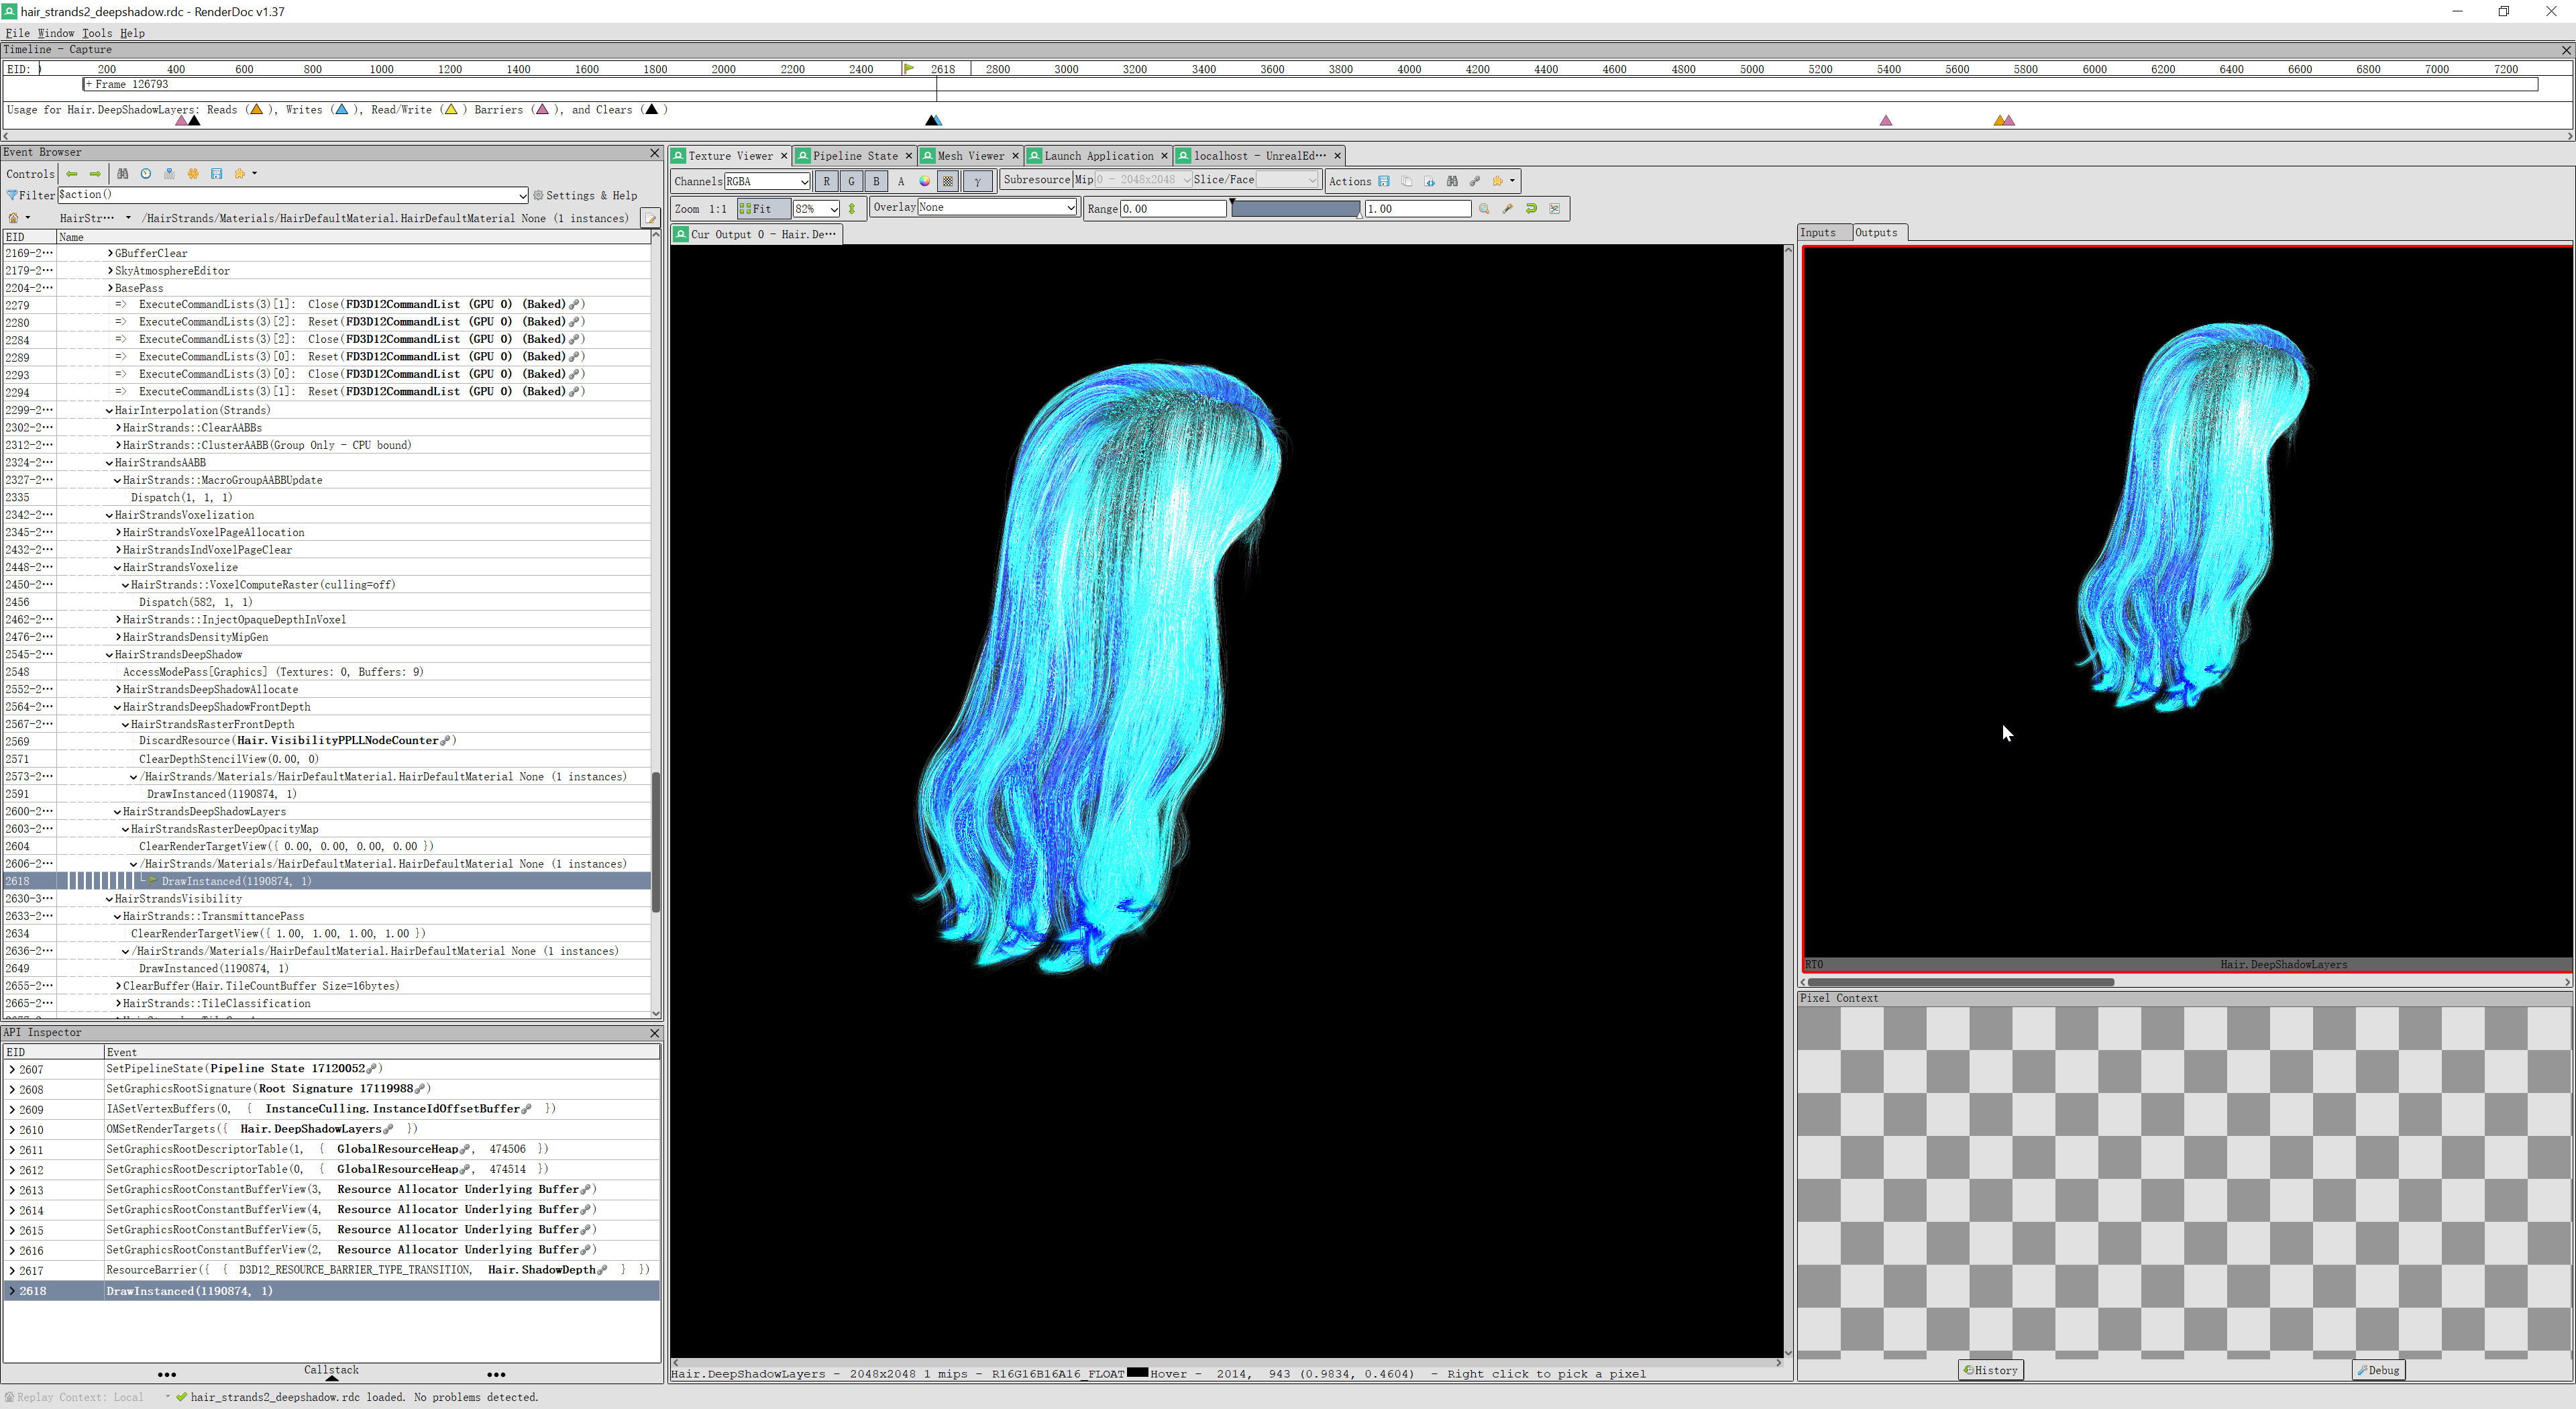 hair_strands2_deepshadow.rdc - RenderDoc v1.37
File Window Tools Help
Timeline - Capture
EID: 200 400 600 800 1000 1200 1400 1600 1800 2000 2200 2400 2618 2800 3000 3200 3400 3600 3800 4000 4200 4400 4600 4800 5000 5200 5400 5600 5800 6000 6200 6400 6600 6800 7000 7200
+ Frame 126793
Usage for Hair.DeepShadowLayers: Reads ( ), Writes ( ), Read/Write ( ) Barriers ( ), and Clears ( )
Event Browser
Controls
Filter $action() Settings & Help
HairStr··· /HairStrands/Materials/HairDefaultMaterial.HairDefaultMaterial None (1 instances)
EID Name
2169-2··· GBufferClear
2179-2··· SkyAtmosphereEditor
2204-2··· BasePass
2279 => ExecuteCommandLists(3)[1]: Close(FD3D12CommandList (GPU 0) (Baked))
2280 => ExecuteCommandLists(3)[2]: Reset(FD3D12CommandList (GPU 0) (Baked))
2284 => ExecuteCommandLists(3)[2]: Close(FD3D12CommandList (GPU 0) (Baked))
2289 => ExecuteCommandLists(3)[0]: Reset(FD3D12CommandList (GPU 0) (Baked))
2293 => ExecuteCommandLists(3)[0]: Close(FD3D12CommandList (GPU 0) (Baked))
2294 => ExecuteCommandLists(3)[1]: Reset(FD3D12CommandList (GPU 0) (Baked))
2299-2··· HairInterpolation(Strands)
2302-2··· HairStrands::ClearAABBs
2312-2··· HairStrands::ClusterAABB(Group Only - CPU bound)
2324-2··· HairStrandsAABB
2327-2··· HairStrands::MacroGroupAABBUpdate
2335 Dispatch(1, 1, 1)
2342-2··· HairStrandsVoxelization
2345-2··· HairStrandsVoxelPageAllocation
2432-2··· HairStrandsIndVoxelPageClear
2448-2··· HairStrandsVoxelize
2450-2··· HairStrands::VoxelComputeRaster(culling=off)
2456 Dispatch(582, 1, 1)
2462-2··· HairStrands::InjectOpaqueDepthInVoxel
2476-2··· HairStrandsDensityMipGen
2545-2··· HairStrandsDeepShadow
2548 AccessModePass[Graphics] (Textures: 0, Buffers: 9)
2552-2··· HairStrandsDeepShadowAllocate
2564-2··· HairStrandsDeepShadowFrontDepth
2567-2··· HairStrandsRasterFrontDepth
2569 DiscardResource(Hair.VisibilityPPLLNodeCounter)
2571 ClearDepthStencilView(0.00, 0)
2573-2··· /HairStrands/Materials/HairDefaultMaterial.HairDefaultMaterial None (1 instances)
2591 DrawInstanced(1190874, 1)
2600-2··· HairStrandsDeepShadowLayers
2603-2··· HairStrandsRasterDeepOpacityMap
2604 ClearRenderTargetView({ 0.00, 0.00, 0.00, 0.00 })
2606-2··· /HairStrands/Materials/HairDefaultMaterial.HairDefaultMaterial None (1 instances)
2618 DrawInstanced(1190874, 1)
2630-3··· HairStrandsVisibility
2633-2··· HairStrands::TransmittancePass
2634 ClearRenderTargetView({ 1.00, 1.00, 1.00, 1.00 })
2636-2··· /HairStrands/Materials/HairDefaultMaterial.HairDefaultMaterial None (1 instances)
2649 DrawInstanced(1190874, 1)
2655-2··· ClearBuffer(Hair.TileCountBuffer Size=16bytes)
2665-2··· HairStrands::TileClassification
API Inspector
EID Event
2607 SetPipelineState(Pipeline State 17120052)
2608 SetGraphicsRootSignature(Root Signature 17119988)
2609 IASetVertexBuffers(0, { InstanceCulling.InstanceIdOffsetBuffer })
2610 OMSetRenderTargets({ Hair.DeepShadowLayers })
2611 SetGraphicsRootDescriptorTable(1, { GlobalResourceHeap, 474506 })
2612 SetGraphicsRootDescriptorTable(0, { GlobalResourceHeap, 474514 })
2613 SetGraphicsRootConstantBufferView(3, Resource Allocator Underlying Buffer)
2614 SetGraphicsRootConstantBufferView(4, Resource Allocator Underlying Buffer)
2615 SetGraphicsRootConstantBufferView(5, Resource Allocator Underlying Buffer)
2616 SetGraphicsRootConstantBufferView(2, Resource Allocator Underlying Buffer)
2617 ResourceBarrier({ { D3D12_RESOURCE_BARRIER_TYPE_TRANSITION, Hair.ShadowDepth } })
2618 DrawInstanced(1190874, 1)
Callstack
Replay Context: Local hair_strands2_deepshadow.rdc loaded. No problems detected.
Texture Viewer Pipeline State Mesh Viewer Launch Application localhost - UnrealEd···
Channels RGBA R G B A γ Subresource Mip 0 - 2048x2048 Slice/Face Actions
Zoom 1:1 Fit 82% Overlay None Range 0.00 1.00
Cur Output 0 - Hair.De···
Hair.DeepShadowLayers - 2048x2048 1 mips - R16G16B16A16_FLOAT Hover - 2014, 943 (0.9834, 0.4604) - Right click to pick a pixel
Inputs Outputs
RT0 Hair.DeepShadowLayers
Pixel Context
History Debug